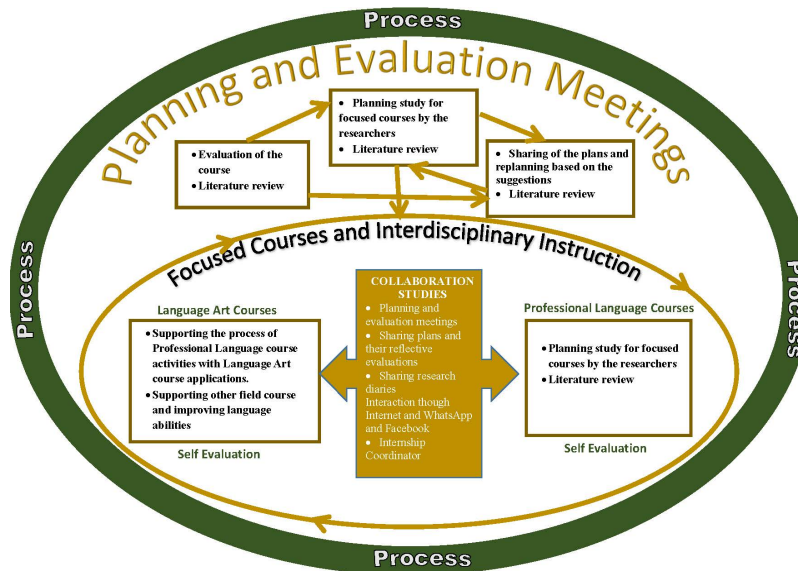 Process
Planning and Evaluation Meetings
• Planning study for
focused courses by the
researchers
• Literature review
• Evaluation of the
course
• Literature review
• Sharing of the plans and
replanning based on the
suggestions
• Literature review
Process
Process
Focused Courses and Interdisciplinary Instruction
Language Art Courses
• Supporting the process of
Professional Language course
activities with Language Art
course applications.
• Supporting other field course
and improving language
abilities
Self Evaluation
COLLABORATION
STUDIES
• Planning and
evaluation meetings
• Sharing plans and
their reflective
evaluations
• Sharing research
diaries
Interaction though
Internet and WhatsApp
and Facebook
• Internship
Coordinator
Professional Language Courses
• Planning study for focused
courses by the researchers
• Literature review
Self Evaluation
Process